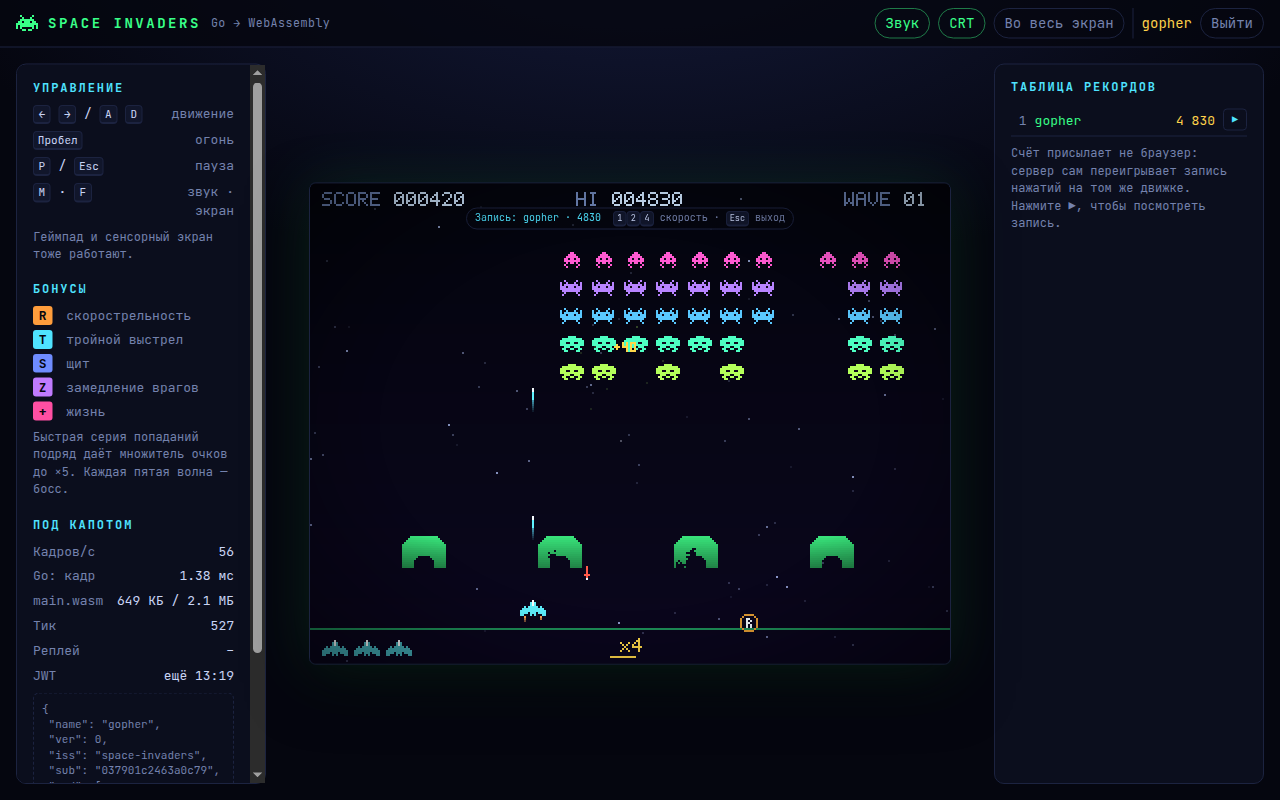 SPACE INVADERS Go → WebAssembly Звук CRT Во весь экран gopher Выйти
УПРАВЛЕНИЕ
← → / A D движение
Пробел огонь
P / Esc пауза
M · F звук ·
экран
Геймпад и сенсорный экран
тоже работают.
БОНУСЫ
R скорострельность
T тройной выстрел
S щит
Z замедление врагов
+ жизнь
Быстрая серия попаданий
подряд даёт множитель очков
до ×5. Каждая пятая волна —
босс.
ПОД КАПОТОМ
Кадров/с 56
Go: кадр 1.38 мс
main.wasm 649 КБ / 2.1 МБ
Тик 527
Реплей —
JWT ещё 13:19
{
"name": "gopher",
"ver": 0,
"iss": "space-invaders",
"sub": "037901c2463a0c79",
SCORE 000420 HI 004830 WAVE 01
Запись: gopher · 4830 1 2 4 скорость · Esc выход
R
x4
ТАБЛИЦА РЕКОРДОВ
1 gopher 4 830 ▶
Счёт присылает не браузер:
сервер сам переигрывает запись
нажатий на том же движке.
Нажмите ▶, чтобы посмотреть
запись.